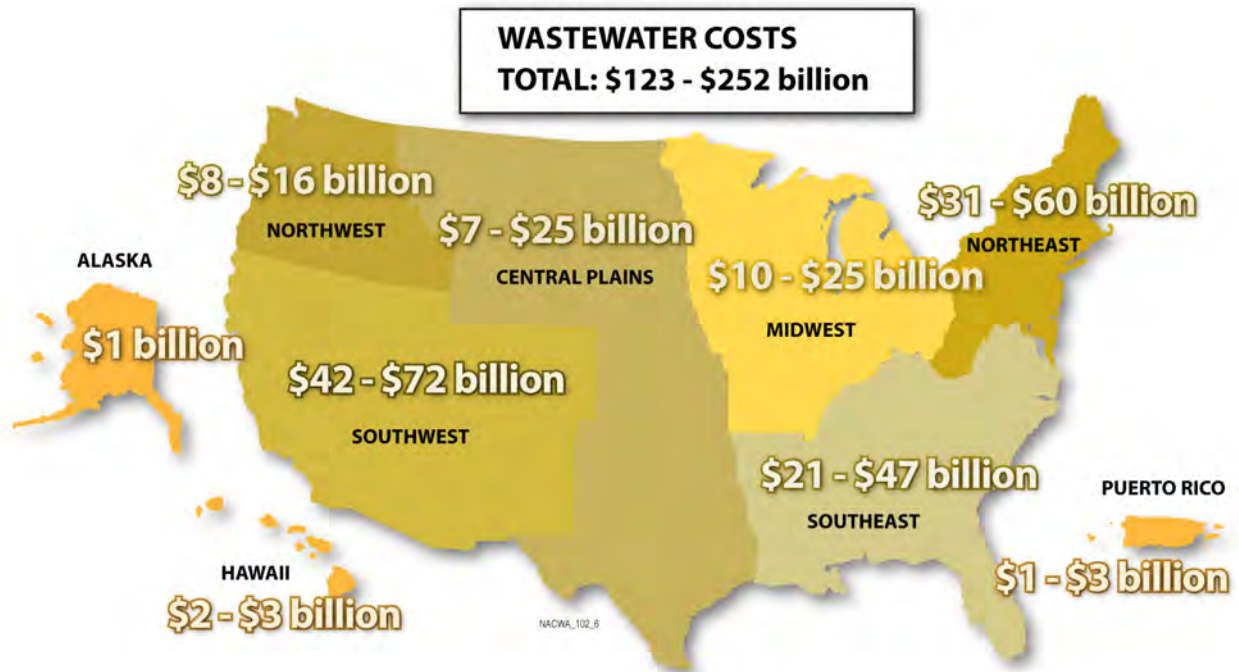 WASTEWATER COSTS
TOTAL: $123 - $252 billion
$8 - $16 billion
NORTHWEST
$7 - $25 billion
CENTRAL PLAINS
$31 - $60 billion
NORTHEAST
$10 - $25 billion
MIDWEST
ALASKA
$1 billion
$42 - $72 billion
SOUTHWEST
$21 - $47 billion
SOUTHEAST
PUERTO RICO
$1 - $3 billion
HAWAII
$2 - $3 billion
NACWA_102_6